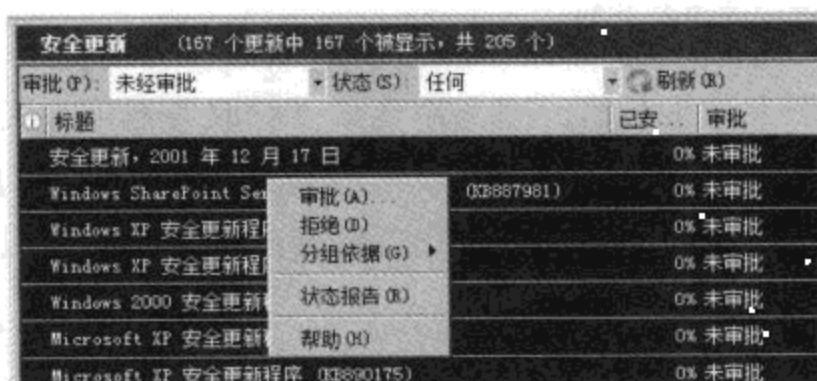 安全更新 (167 个更新中 167 个被显示，共 205 个)
审批(P): 未经审批 状态(S): 任何 刷新(R)
标题 已安... 审批
安全更新，2001 年 12 月 17 日 0% 未审批
Windows SharePoint Ser (KB887981) 0% 未审批
Windows XP 安全更新程 0% 未审批
Windows XP 安全更新程 0% 未审批
Windows 2000 安全更新 0% 未审批
Microsoft XP 安全更新 0% 未审批
Microsoft XP 安全更新程序 (KB890175) 0% 未审批
审批(A)...
拒绝(D)
分组依据(G)
状态报告(R)
帮助(H)